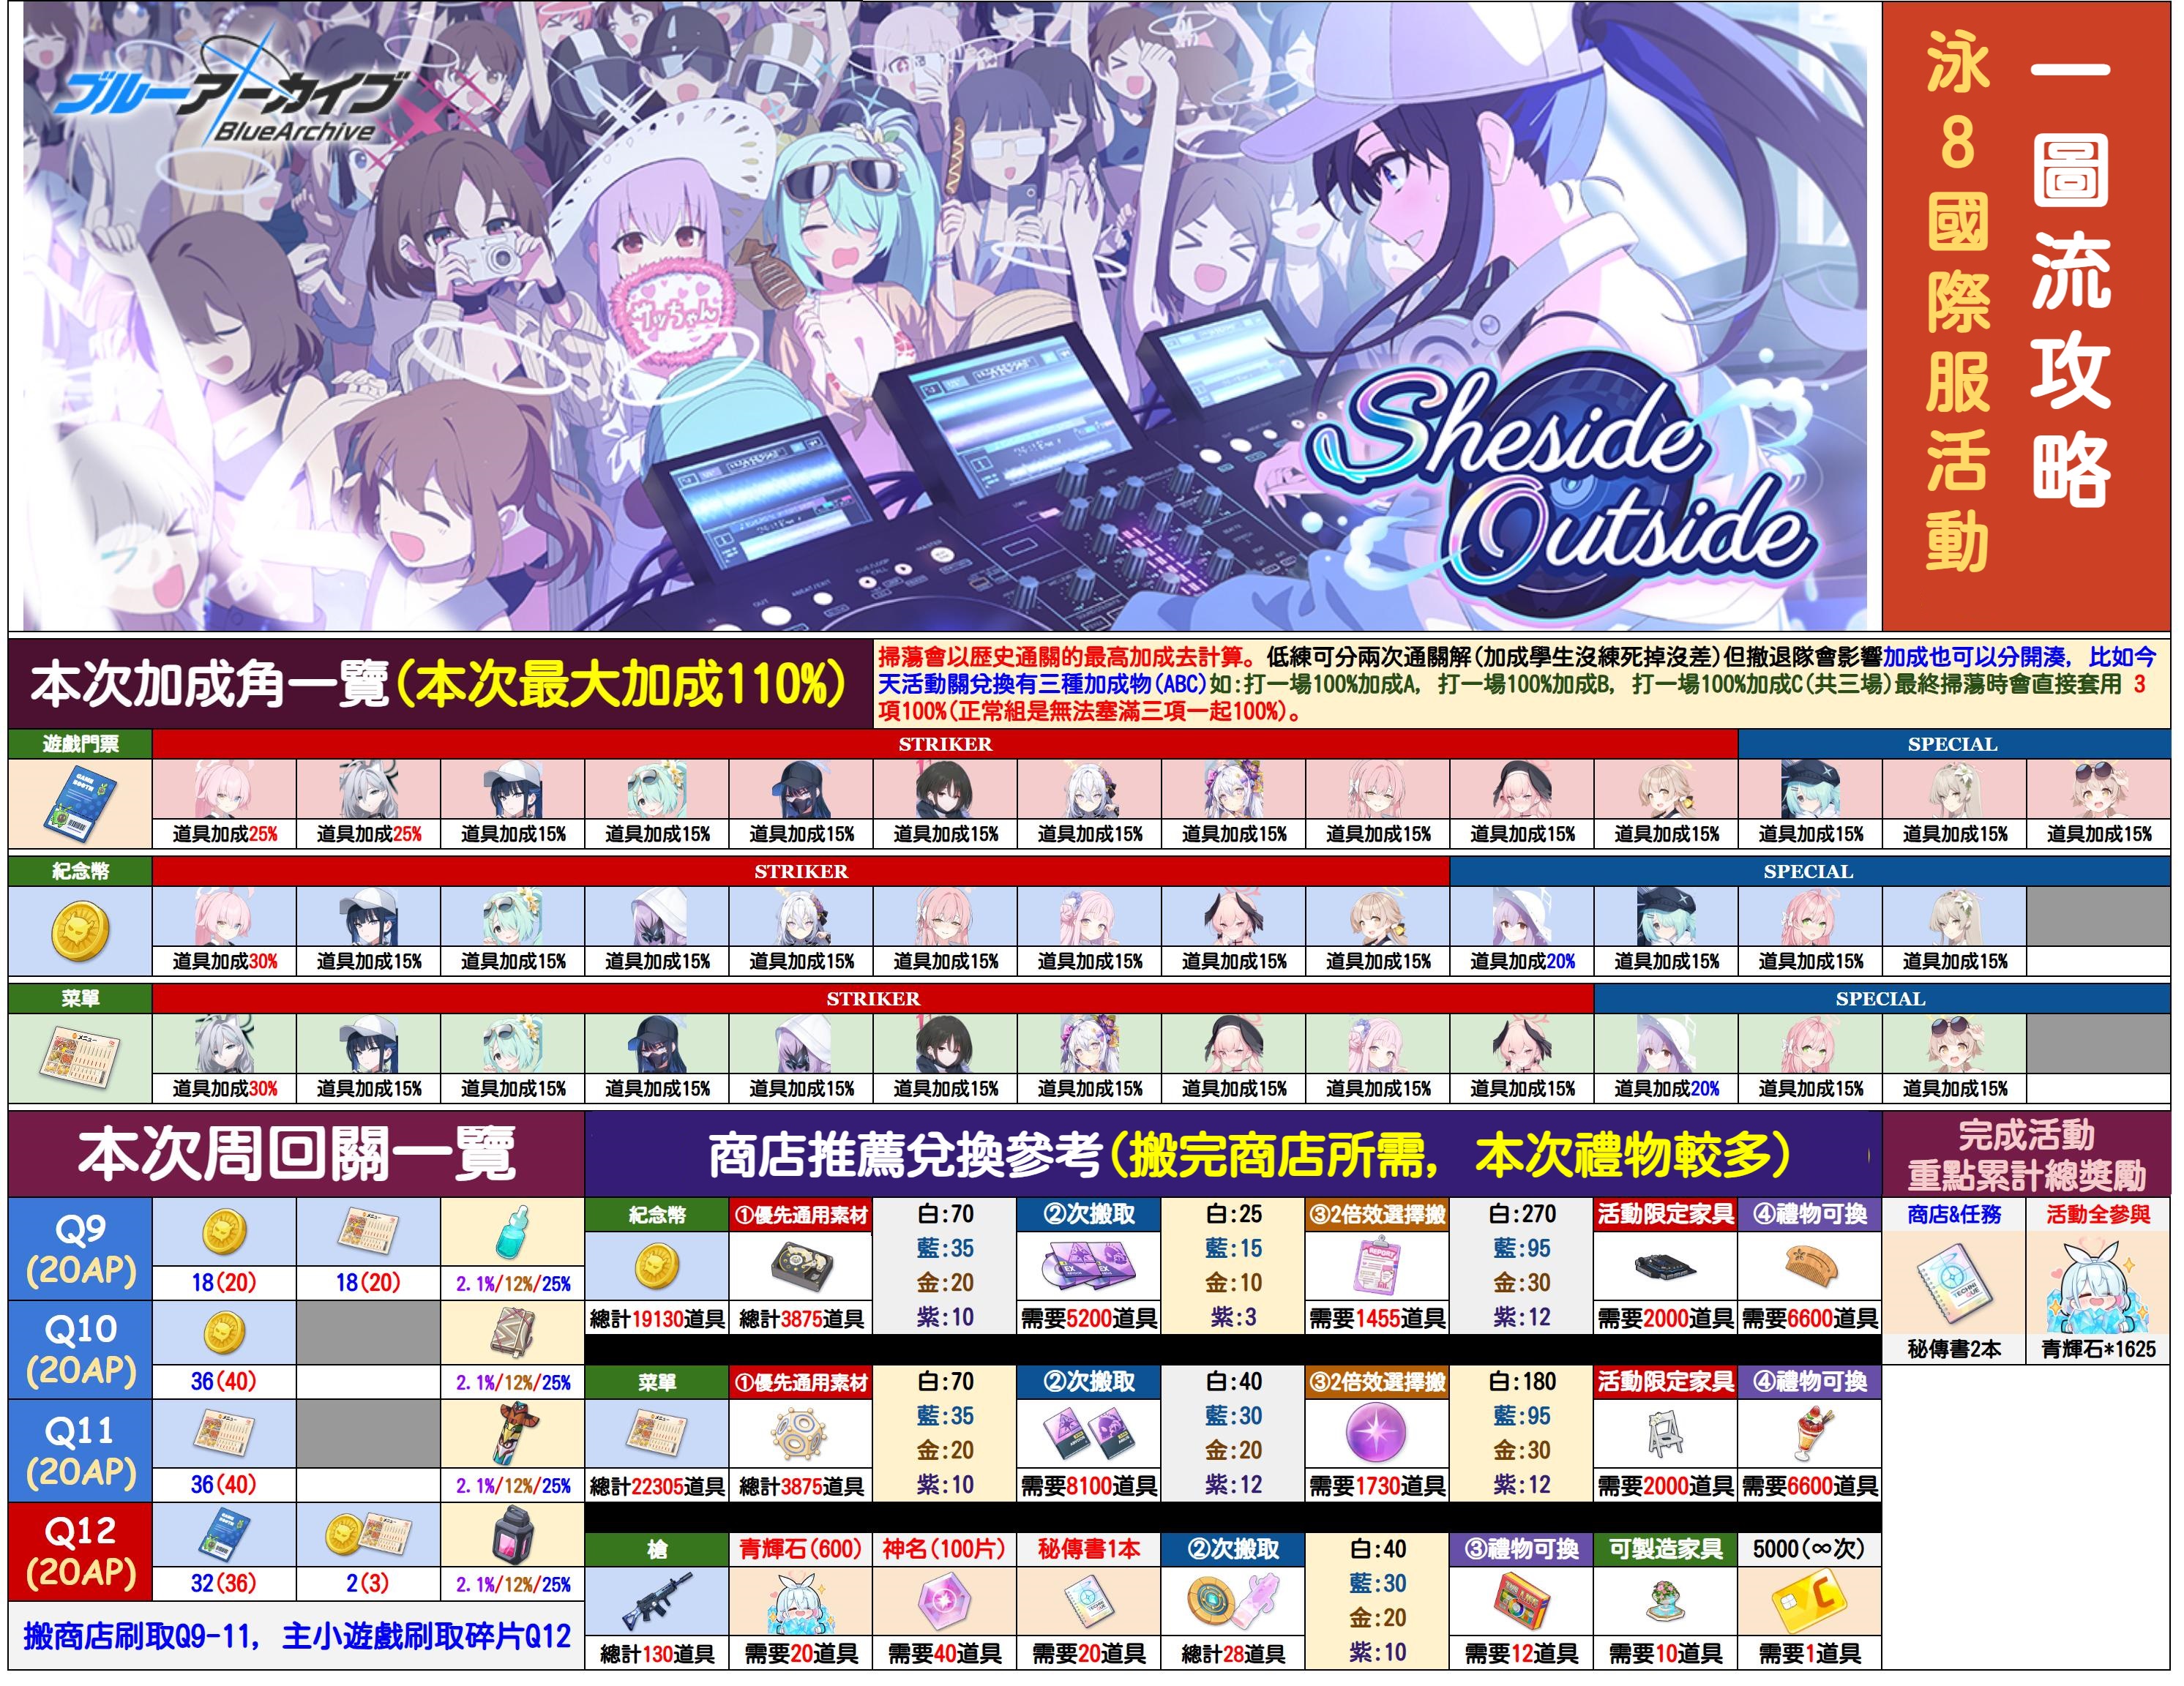 ブルーアーカイブ
BlueArchive
サッちゃん
Sheside
Outside
一圖流攻略
泳8國際服活動
本次加成角一覽(本次最大加成110%)
掃蕩會以歷史通關的最高加成去計算。低練可分兩次通關解(加成學生沒練死掉沒差)但撤退隊會影響加成也可以分開湊, 比如今
天活動關兌換有三種加成物(ABC)如:打一場100%加成A, 打一場100%加成B, 打一場100%加成C(共三場)最終掃蕩時會直接套用 3
項100%(正常組是無法塞滿三項一起100%)。
遊戲門票 STRIKER SPECIAL
GAME BOOTH
道具加成25% 道具加成25% 道具加成15% 道具加成15% 道具加成15% 道具加成15% 道具加成15% 道具加成15% 道具加成15% 道具加成15% 道具加成15% 道具加成15% 道具加成15% 道具加成15%
紀念幣 STRIKER SPECIAL
道具加成30% 道具加成15% 道具加成15% 道具加成15% 道具加成15% 道具加成15% 道具加成15% 道具加成15% 道具加成15% 道具加成20% 道具加成15% 道具加成15% 道具加成15%
菜單 STRIKER SPECIAL
メニュー
道具加成30% 道具加成15% 道具加成15% 道具加成15% 道具加成15% 道具加成15% 道具加成15% 道具加成15% 道具加成15% 道具加成15% 道具加成20% 道具加成15% 道具加成15%
本次周回關一覽
Q9
(20AP)
18(20) 18(20) 2.1%/12%/25%
Q10
(20AP)
36(40) 2.1%/12%/25%
Q11
(20AP)
36(40) 2.1%/12%/25%
Q12
(20AP)
32(36) 2(3) 2.1%/12%/25%
搬商店刷取Q9-11, 主小遊戲刷取碎片Q12
商店推薦兌換參考(搬完商店所需, 本次禮物較多)
紀念幣 ①優先通用素材 白:70 ②次搬取 白:25 ③2倍效選擇搬 白:270 活動限定家具 ④禮物可換
藍:35 藍:15 藍:95
金:20 金:10 金:30
總計19130道具 總計3875道具 紫:10 需要5200道具 紫:3 需要1455道具 紫:12 需要2000道具 需要6600道具
REPORT
菜單 ①優先通用素材 白:70 ②次搬取 白:40 ③2倍效選擇搬 白:180 活動限定家具 ④禮物可換
藍:35 藍:30 藍:95
金:20 金:20 金:30
總計22305道具 總計3875道具 紫:10 需要8100道具 紫:12 需要1730道具 紫:12 需要2000道具 需要6600道具
槍 青輝石(600) 神名(100片) 秘傳書1本 ②次搬取 白:40 ③禮物可換 可製造家具 5000(∞次)
藍:30
金:20
總計130道具 需要20道具 需要40道具 需要20道具 總計28道具 紫:10 需要12道具 需要10道具 需要1道具
完成活動
重點累計總獎勵
商店&任務 活動全參與
秘傳書2本 青輝石*1625